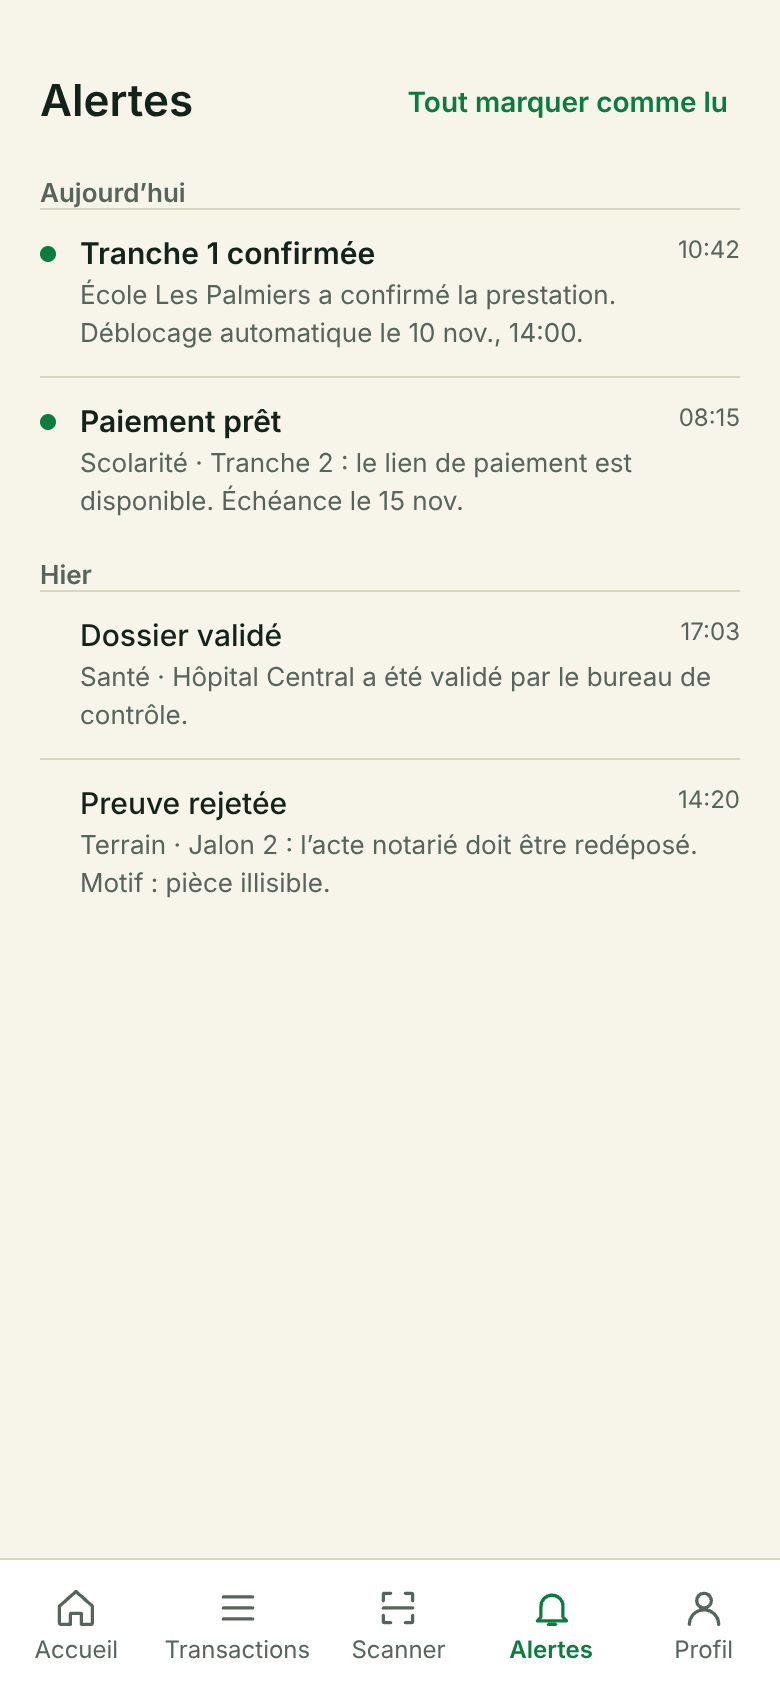 Alertes
Tout marquer comme lu
Aujourd’hui
Tranche 1 confirmée
10:42
École Les Palmiers a confirmé la prestation.
Déblocage automatique le 10 nov., 14:00.
Paiement prêt
08:15
Scolarité · Tranche 2 : le lien de paiement est
disponible. Échéance le 15 nov.
Hier
Dossier validé
17:03
Santé · Hôpital Central a été validé par le bureau de
contrôle.
Preuve rejetée
14:20
Terrain · Jalon 2 : l’acte notarié doit être redéposé.
Motif : pièce illisible.
Accueil
Transactions
Scanner
Alertes
Profil